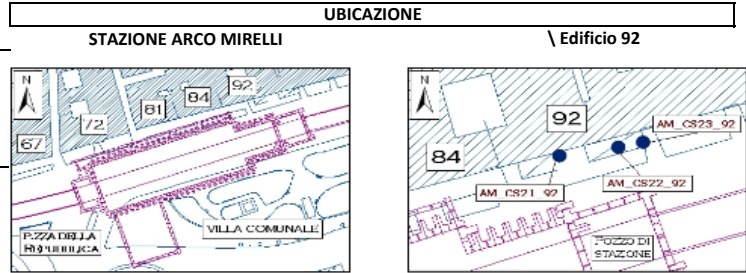 UBICAZIONE
STAZIONE ARCO MIRELLI
\ Edificio 92
N
92
84
81
72
67
VILLA COMUNALE
P.ZZA DELLA
REPUBBLICA
N
92
84
AM_CS23_92
AM_CS22_92
AM_CS21_92
POZZO DI
STAZIONE